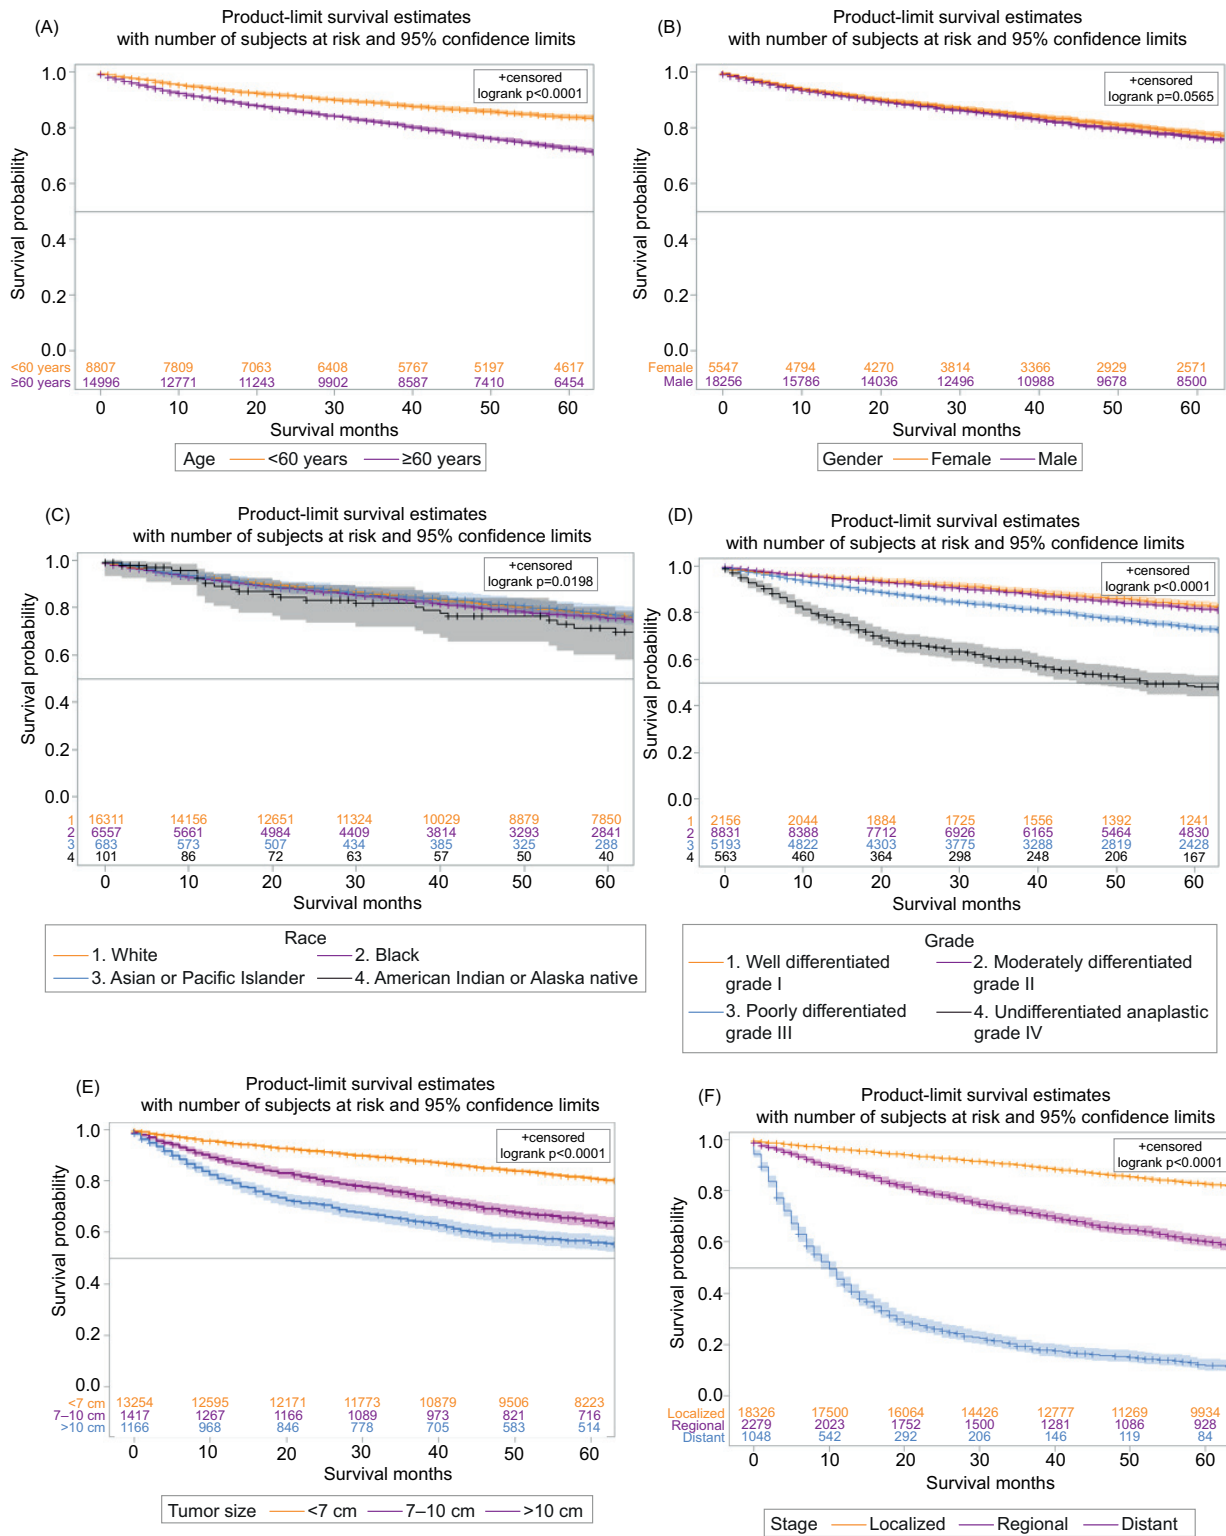 (A)
Product-limit survival estimates
with number of subjects at risk and 95% confidence limits
+censored
logrank p<0.0001
Survival probability
1.0
0.8
0.6
0.4
0.2
0.0
<60 years 8807 7809 7063 6408 5767 5197 4617
≥60 years 14996 12771 11243 9902 8587 7410 6454
0 10 20 30 40 50 60
Survival months
Age <60 years ≥60 years
(B)
Product-limit survival estimates
with number of subjects at risk and 95% confidence limits
+censored
logrank p=0.0565
Survival probability
1.0
0.8
0.6
0.4
0.2
0.0
Female 5547 4794 4270 3814 3366 2929 2571
Male 18256 15786 14036 12496 10988 9678 8500
0 10 20 30 40 50 60
Survival months
Gender Female Male
(C)
Product-limit survival estimates
with number of subjects at risk and 95% confidence limits
+censored
logrank p=0.0198
Survival probability
1.0
0.8
0.6
0.4
0.2
0.0
1 16311 14156 12651 11324 10029 8879 7850
2 6557 5661 4984 4409 3814 3293 2841
3 683 573 507 434 385 325 288
4 101 86 72 63 57 50 40
0 10 20 30 40 50 60
Survival months
Race
1. White 2. Black
3. Asian or Pacific Islander 4. American Indian or Alaska native
(D)
Product-limit survival estimates
with number of subjects at risk and 95% confidence limits
+censored
logrank p<0.0001
Survival probability
1.0
0.8
0.6
0.4
0.2
0.0
1 2156 2044 1884 1725 1556 1392 1241
2 8831 8388 7712 6926 6165 5464 4830
3 5193 4822 4303 3775 3288 2819 2428
4 563 460 364 298 248 206 167
0 10 20 30 40 50 60
Survival months
Grade
1. Well differentiated grade I
2. Moderately differentiated grade II
3. Poorly differentiated grade III
4. Undifferentiated anaplastic grade IV
(E)
Product-limit survival estimates
with number of subjects at risk and 95% confidence limits
+censored
logrank p<0.0001
Survival probability
1.0
0.8
0.6
0.4
0.2
0.0
<7 cm 13254 12595 12171 11773 10879 9506 8223
7–10 cm 1417 1267 1166 1089 973 821 716
>10 cm 1166 968 846 778 705 583 514
0 10 20 30 40 50 60
Survival months
Tumor size <7 cm 7–10 cm >10 cm
(F)
Product-limit survival estimates
with number of subjects at risk and 95% confidence limits
+censored
logrank p<0.0001
Survival probability
1.0
0.8
0.6
0.4
0.2
0.0
Localized 18326 17500 16064 14426 12777 11269 9934
Regional 2279 2023 1752 1500 1281 1086 928
Distant 1048 542 292 206 146 119 84
0 10 20 30 40 50 60
Survival months
Stage Localized Regional Distant